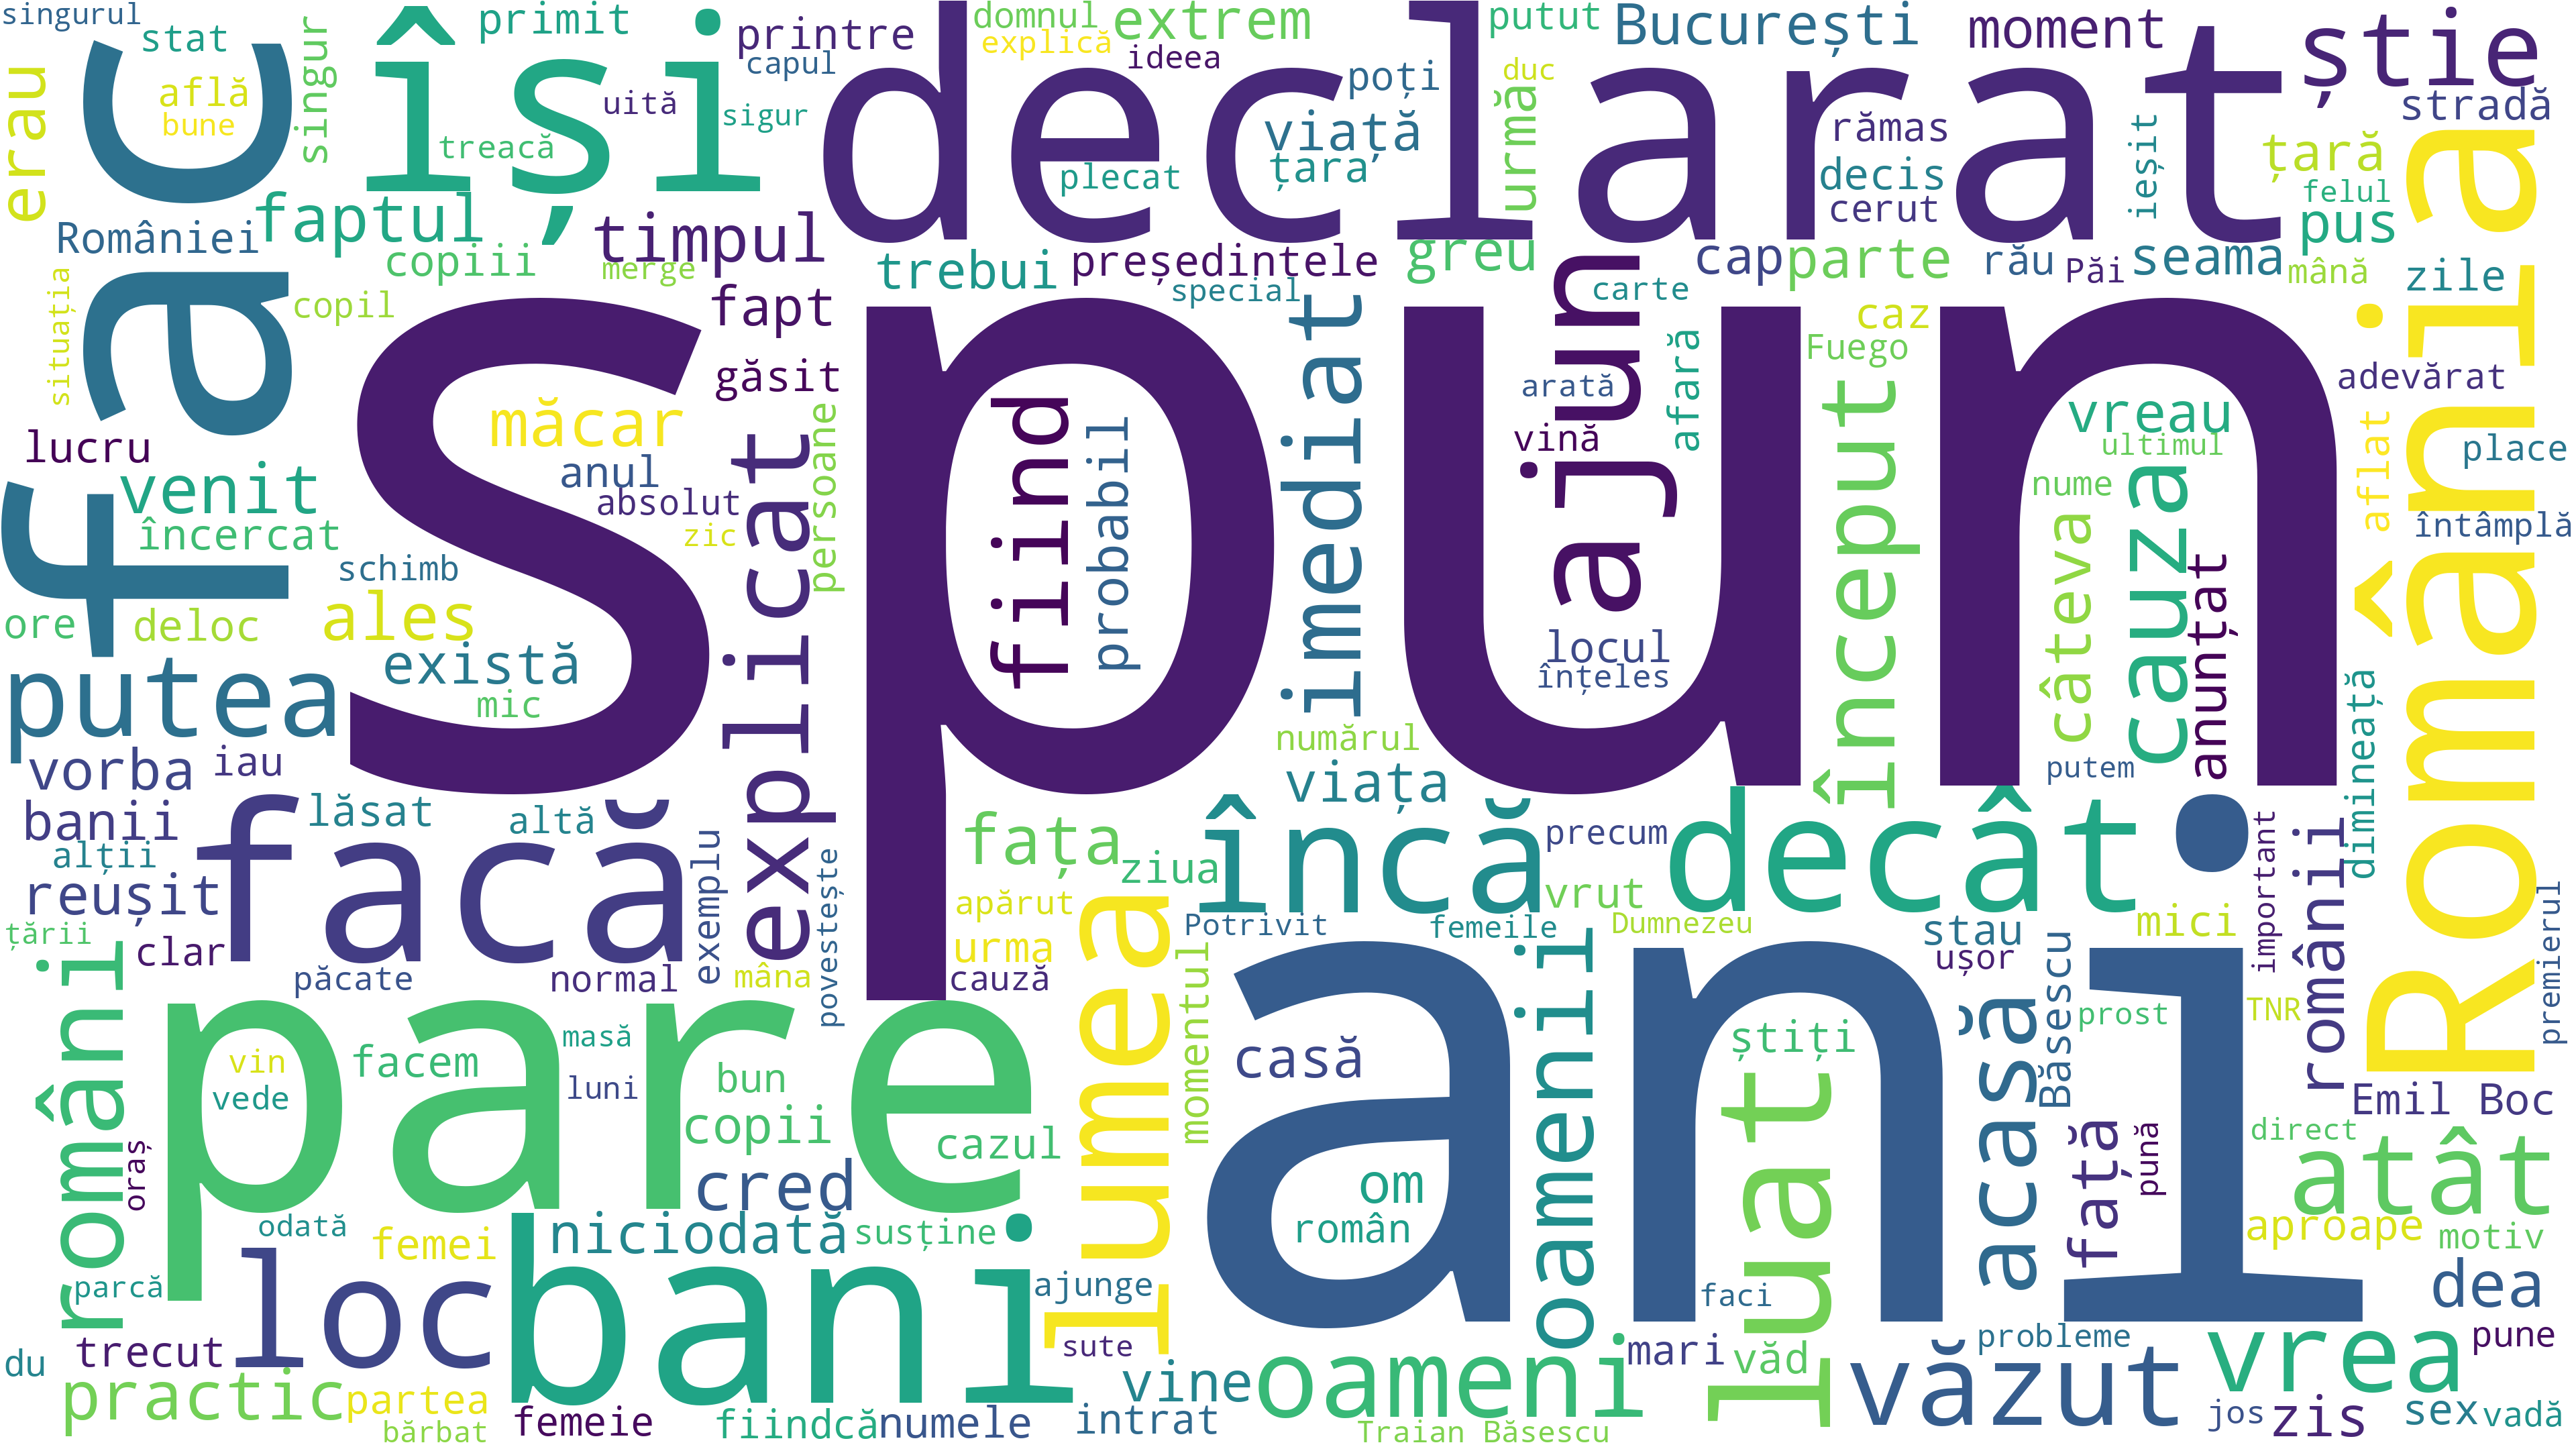 singurul
stat
află
bune
erau
fac
singur
își
primit
treacă
uită
printre
capul
sigur
declarat
domnul
explică
extrem
ideea
plecat
viață
țara
poți
putut
duc
urmă
București
rămas
decis
cerut
moment
ieșit
știe
stradă
țară
felul
pus
României
faptul
timpul
copiii
merge
trebui
președintele
special
greu
cap
parte
rău
Păi
seama
mână
zile
situația
copil
fapt
găsit
spun
imediat
carte
ajun
afară
caz
Fuego
România
adevărat
lucru
măcar
anul
absolut
zic
explicat
persoane
fiind
probabil
arată
vină
început
vreau
ultimul
nume
câteva
cauza
anunțat
aflat
place
întâmplă
venit
încercat
schimb
ore
deloc
ales
există
mic
locul
înțeles
putea
vorba
iau
banii
alții
reușit
lăsat
altă
facă
exemplu
povestește
numărul
viața
putem
dimineață
fața
ziua
încă
precum
decât
vrut
important
românii
premierul
țării
clar
păcate
normal
mâna
apărut
urma
cauză
lumea
momentul
Potrivit
femeile
Dumnezeu
stau
ușor
mici
Băsescu
prost
TNR
români
oraș
vin
vede
facem
masă
luni
pare
bun
copii
cazul
cred
ani
casă
om
român
oamenii
știți
luat
acasă
față
pună
Emil Boc
direct
atât
aproape
motiv
odată
femei
parcă
loc
niciodată
susține
bani
ajunge
sute
faci
dea
du
trecut
practic
partea
bărbat
femeie
fiindcă
numele
vine
intrat
oameni
Traian Băsescu
mari
văd
văzut
probleme
vrea
pune
jos
zis
sex
vadă